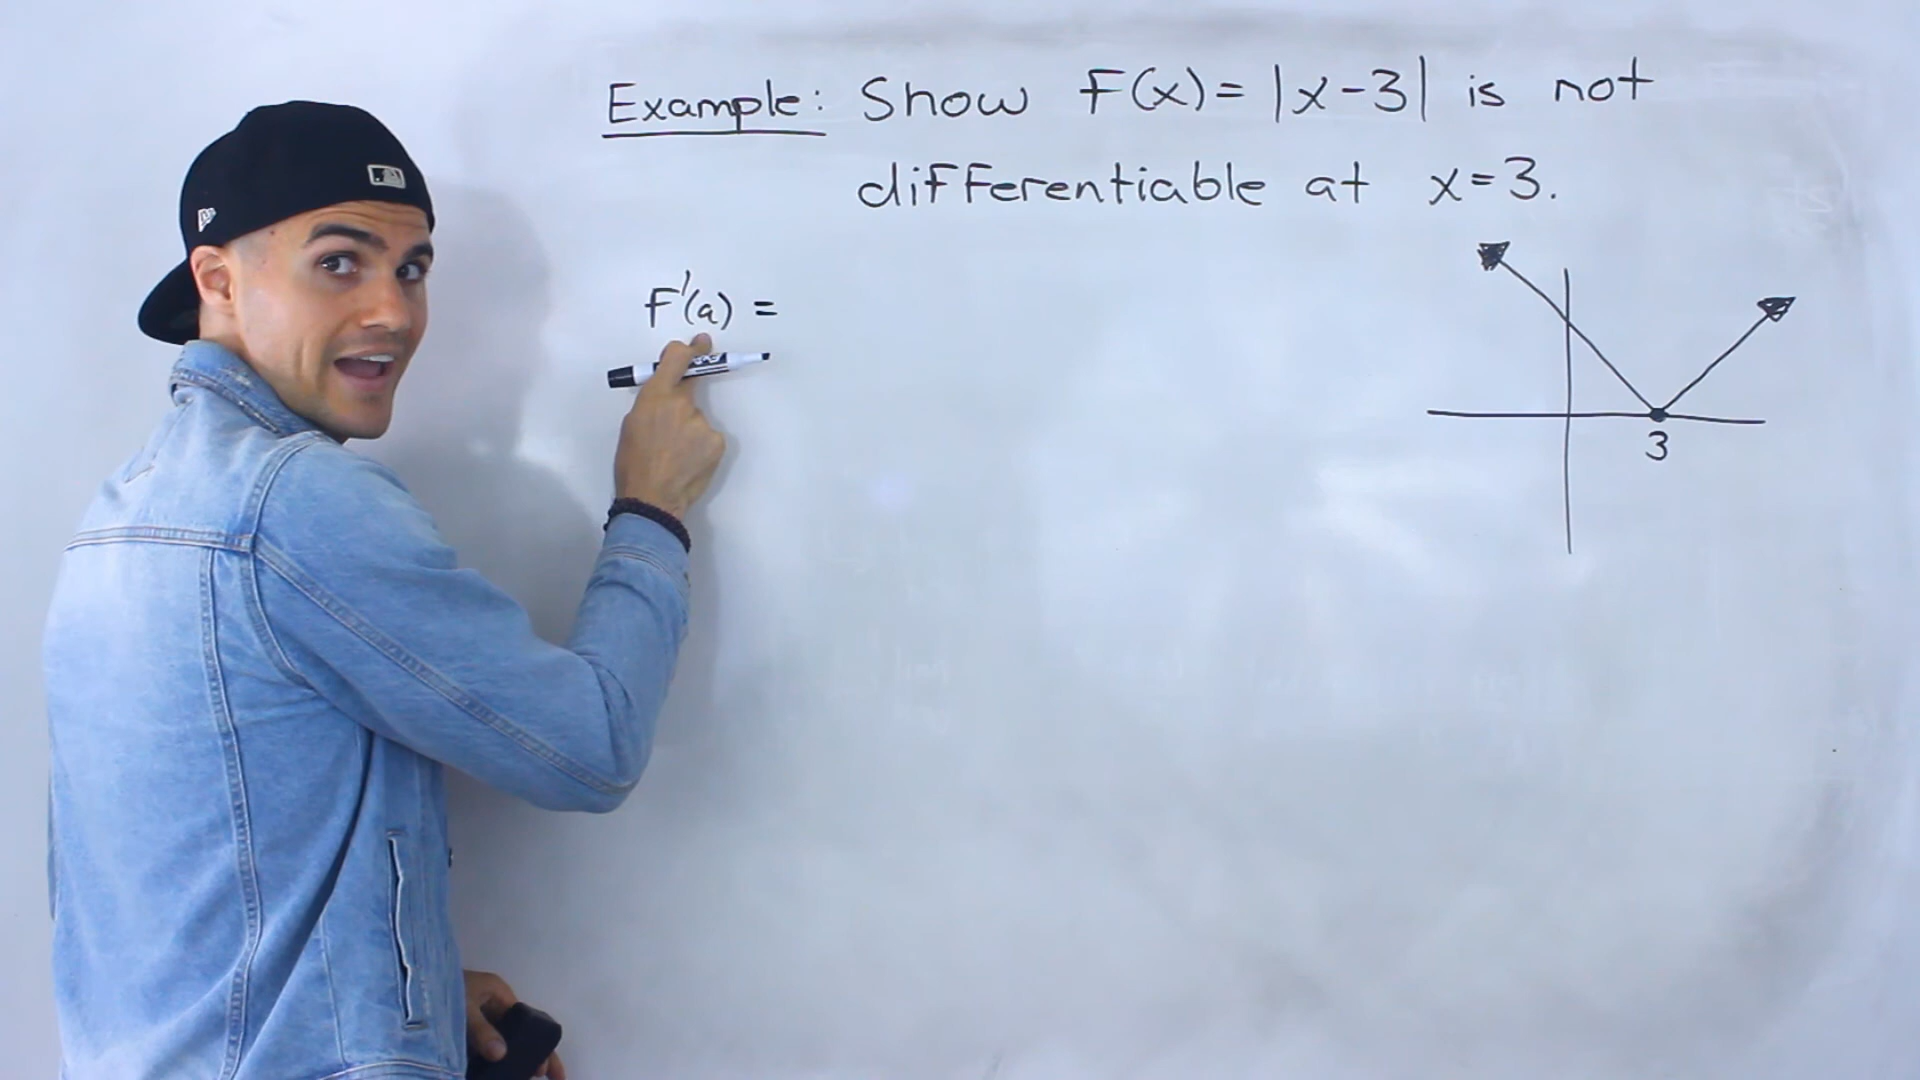 Example: Show F(x) = |x-3| is not
differentiable at x=3.
F'(a) =
3